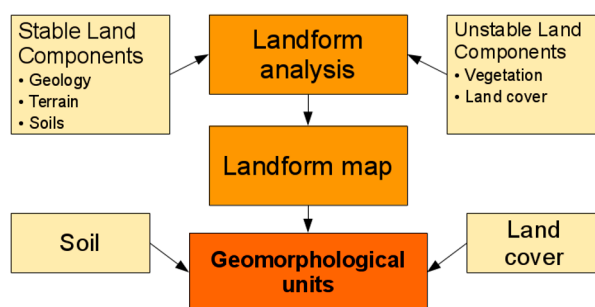 Stable Land
Components
• Geology
• Terrain
• Soils
Landform
analysis
Unstable Land
Components
• Vegetation
• Land cover
Landform map
Soil
Geomorphological
units
Land
cover